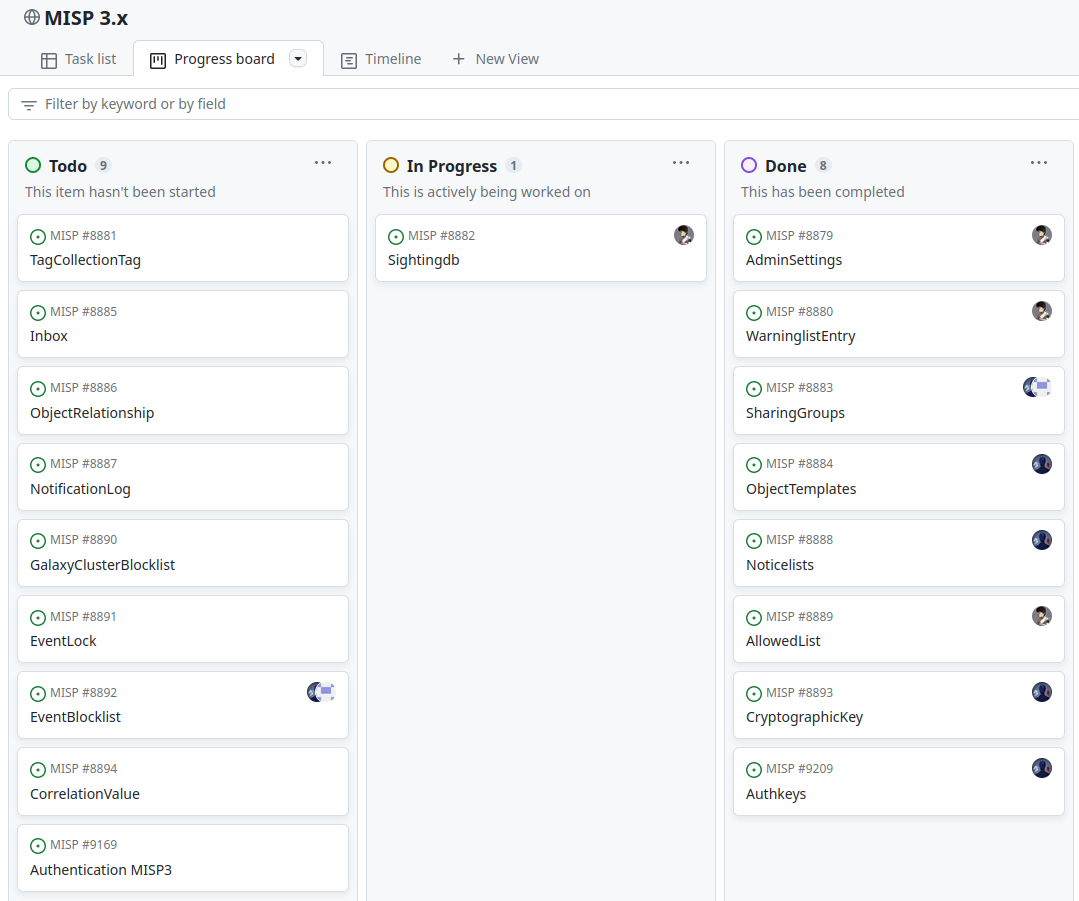 MISP 3.x
Task list
Progress board
Timeline
New View
Filter by keyword or by field
Todo 9
This item hasn't been started
MISP #8881
TagCollectionTag
MISP #8885
Inbox
MISP #8886
ObjectRelationship
MISP #8887
NotificationLog
MISP #8890
GalaxyClusterBlocklist
MISP #8891
EventLock
MISP #8892
EventBlocklist
MISP #8894
CorrelationValue
MISP #9169
Authentication MISP3
In Progress 1
This is actively being worked on
MISP #8882
Sightingdb
Done 8
This has been completed
MISP #8879
AdminSettings
MISP #8880
WarninglistEntry
MISP #8883
SharingGroups
MISP #8884
ObjectTemplates
MISP #8888
Noticelists
MISP #8889
AllowedList
MISP #8893
CryptographicKey
MISP #9209
Authkeys